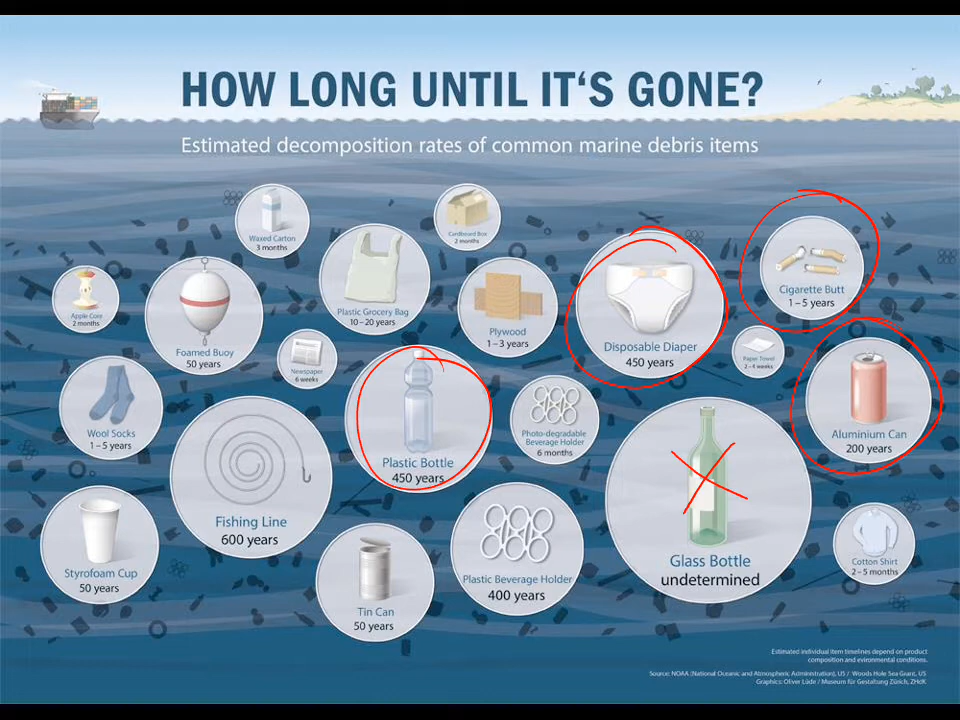 HOW LONG UNTIL IT'S GONE?
Estimated decomposition rates of common marine debris items
Waxed Carton
3 months
Cardboard Box
2 months
Apple Core
2 months
Foamed Buoy
50 years
Plastic Grocery Bag
10–20 years
Plywood
1–3 years
Disposable Diaper
450 years
Cigarette Butt
1–5 years
Newspaper
6 weeks
Paper Towel
2–4 weeks
Wool Socks
1–5 years
Plastic Bottle
450 years
Photo-degradable
Beverage Holder
6 months
Aluminium Can
200 years
Fishing Line
600 years
Glass Bottle
undetermined
Styrofoam Cup
50 years
Tin Can
50 years
Plastic Beverage Holder
400 years
Cotton Shirt
2–5 months
Estimated individual item timelines depend on product
composition and evironmental conditions.
Source: NOAA (National Oceanic and Atmospheric Administration), US / Woods Hole Sea Grant, US
Graphics: Oliver Lüde / Museum für Gestaltung Zürich, ZHdK